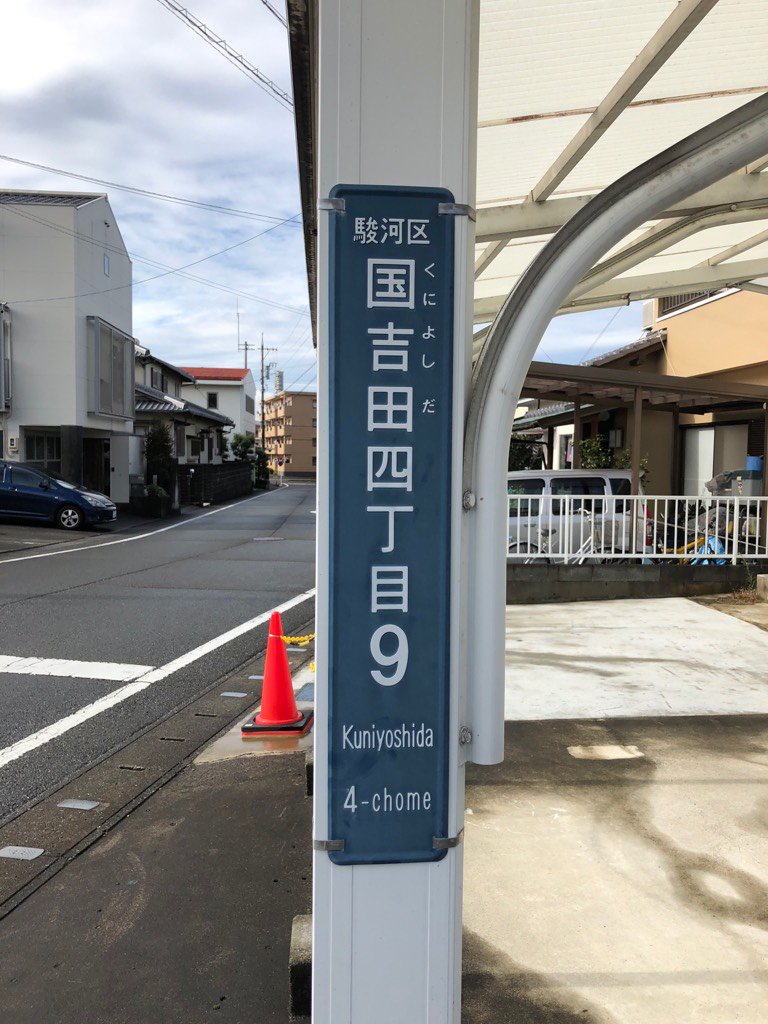 駿河区
国吉田四丁目9
くによしだ
Kuniyoshida
4-chome